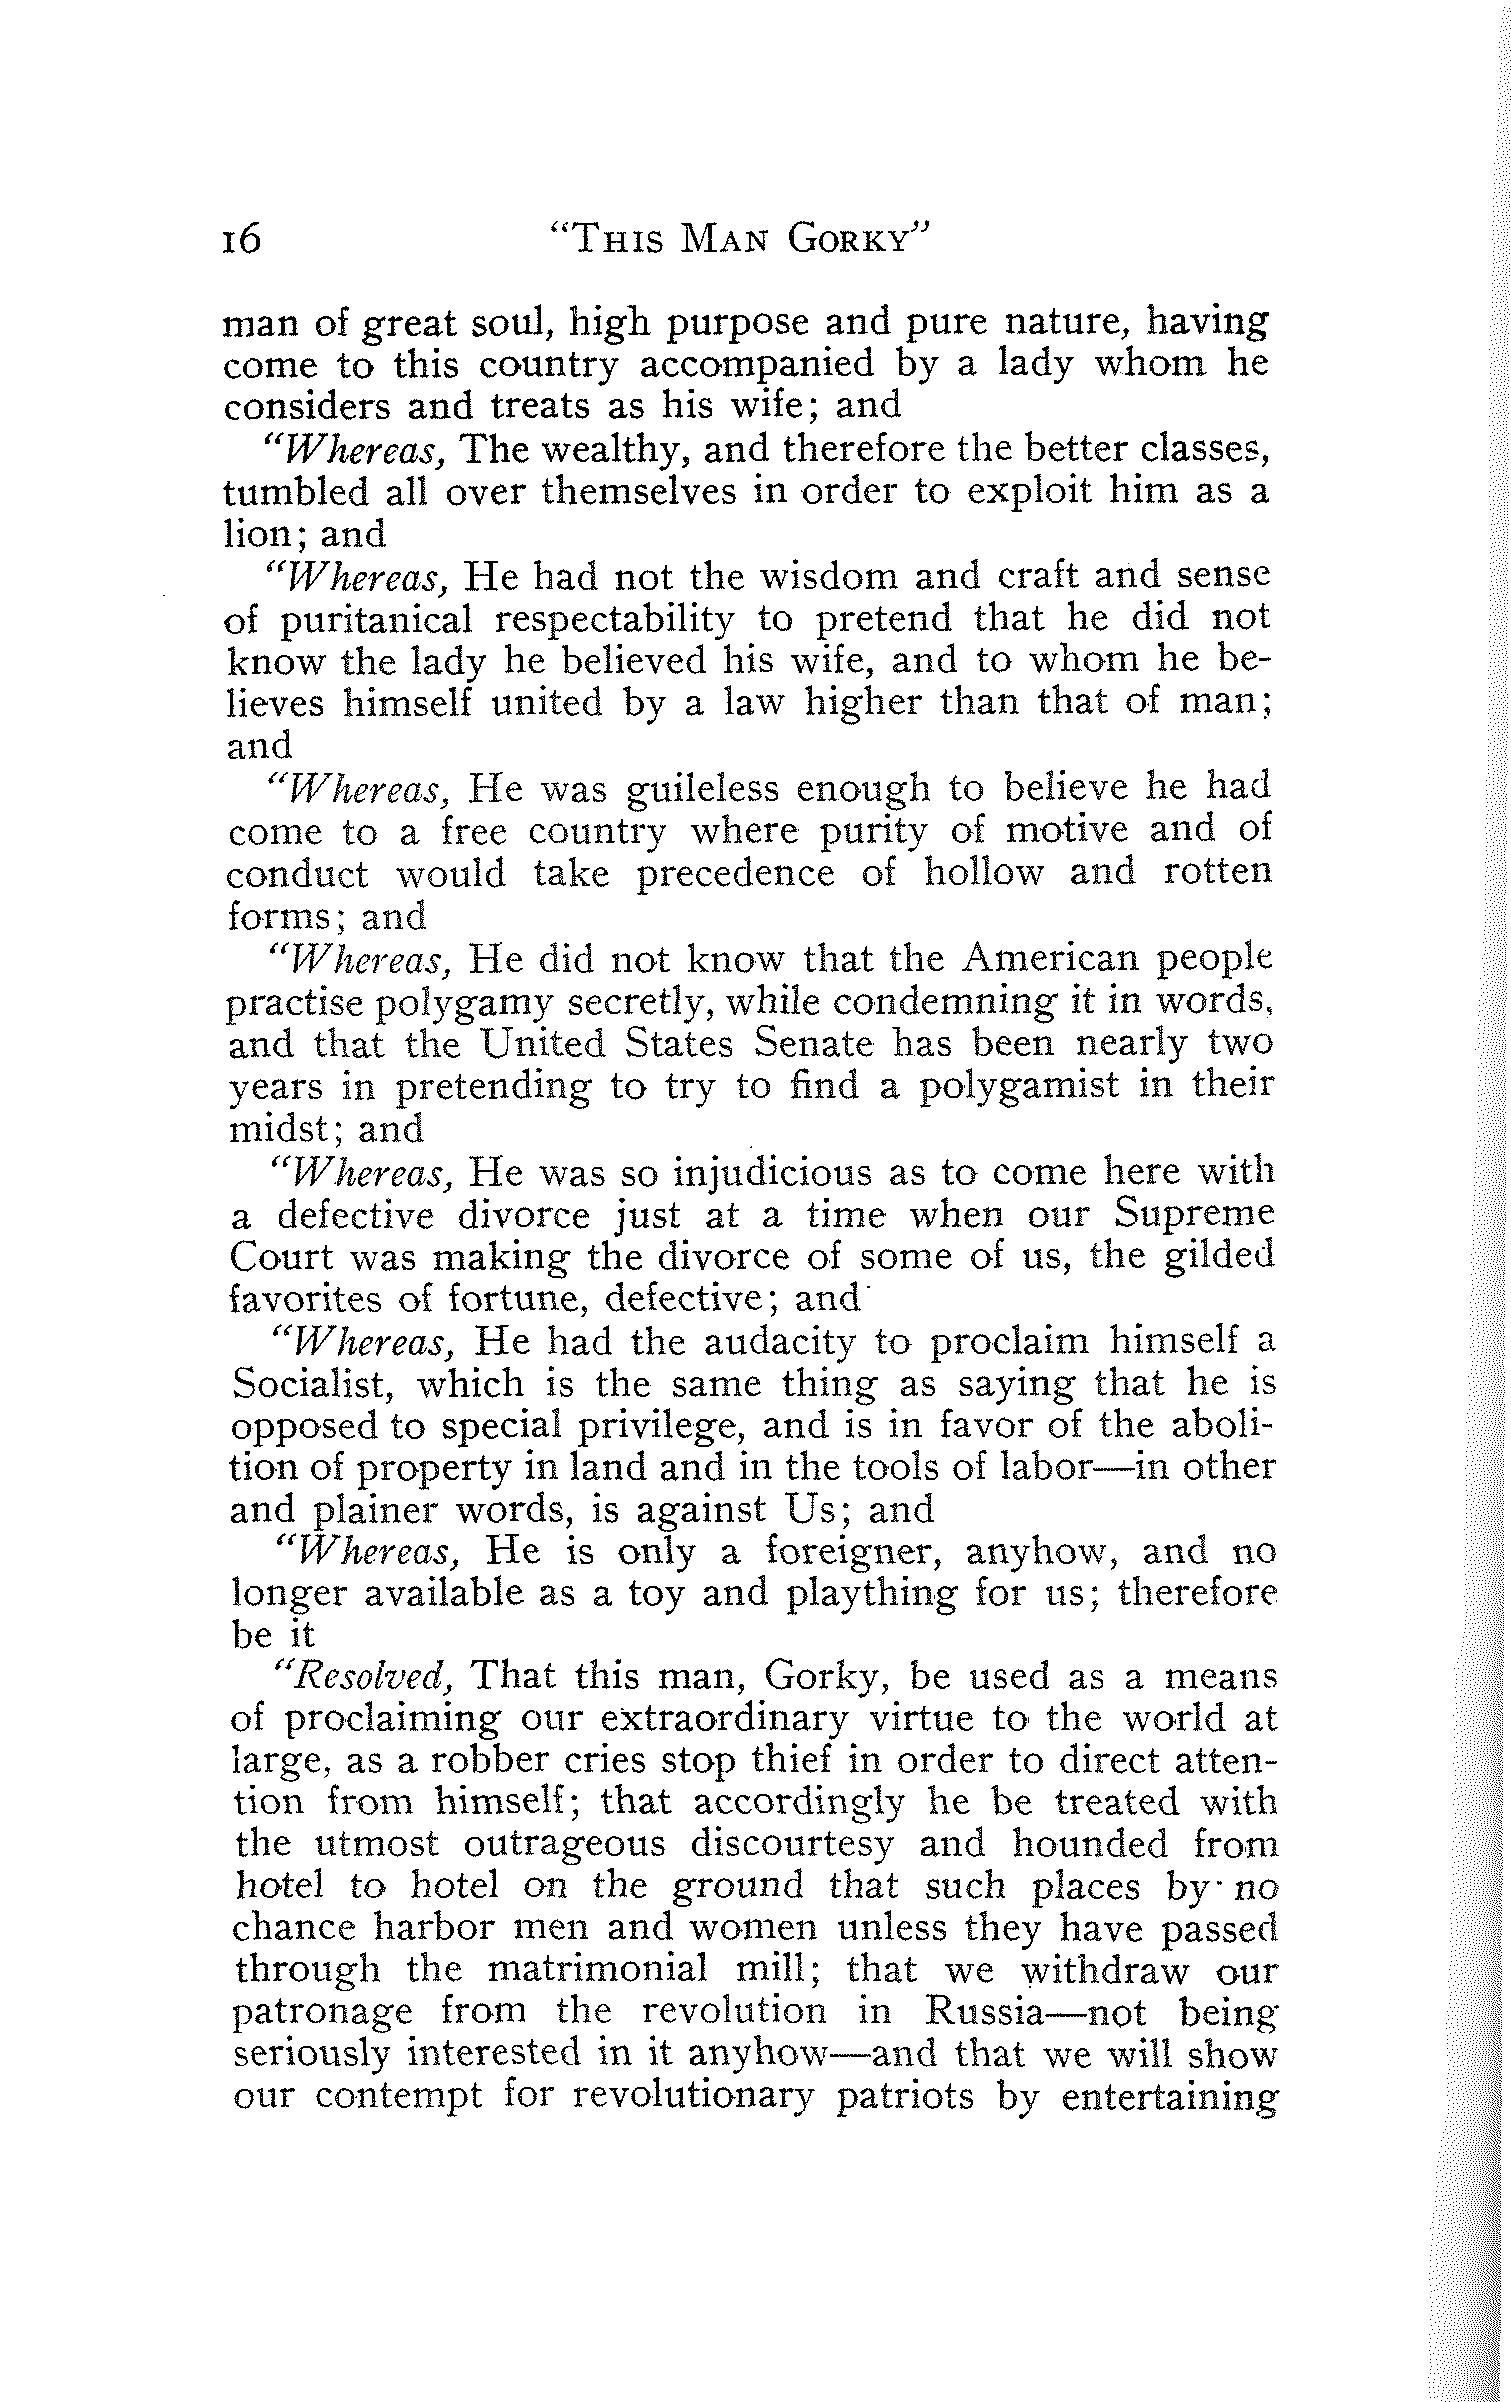 16 "THIS MAN GORKY"
man of great soul, high purpose and pure nature, having
come to this country accompanied by a lady whom he
considers and treats as his wife; and
"Whereas, The wealthy, and therefore the better classes,
tumbled all over themselves in order to exploit him as a
lion; and
"Whereas, He had not the wisdom and craft and sense
of puritanical respectability to pretend that he did not
know the lady he believed his wife, and to whom he be-
lieves himself united by a law higher than that of man;
and
"Whereas, He was guileless enough to believe he had
come to a free country where purity of motive and of
conduct would take precedence of hollow and rotten
forms; and
"Whereas, He did not know that the American people
practise polygamy secretly, while condemning it in words,
and that the United States Senate has been nearly two
years in pretending to try to find a polygamist in their
midst; and
"Whereas, He was so injudicious as to come here with
a defective divorce just at a time when our Supreme
Court was making the divorce of some of us, the gilded
favorites of fortune, defective; and
"Whereas, He had the audacity to proclaim himself a
Socialist, which is the same thing as saying that he is
opposed to special privilege, and is in favor of the aboli-
tion of property in land and in the tools of labor—in other
and plainer words, is against Us; and
"Whereas, He is only a foreigner, anyhow, and no
longer available as a toy and plaything for us; therefore
be it
"Resolved, That this man, Gorky, be used as a means
of proclaiming our extraordinary virtue to the world at
large, as a robber cries stop thief in order to direct atten-
tion from himself; that accordingly he be treated with
the utmost outrageous discourtesy and hounded from
hotel to hotel on the ground that such places by no
chance harbor men and women unless they have passed
through the matrimonial mill; that we withdraw our
patronage from the revolution in Russia—not being
seriously interested in it anyhow—and that we will show
our contempt for revolutionary patriots by entertaining